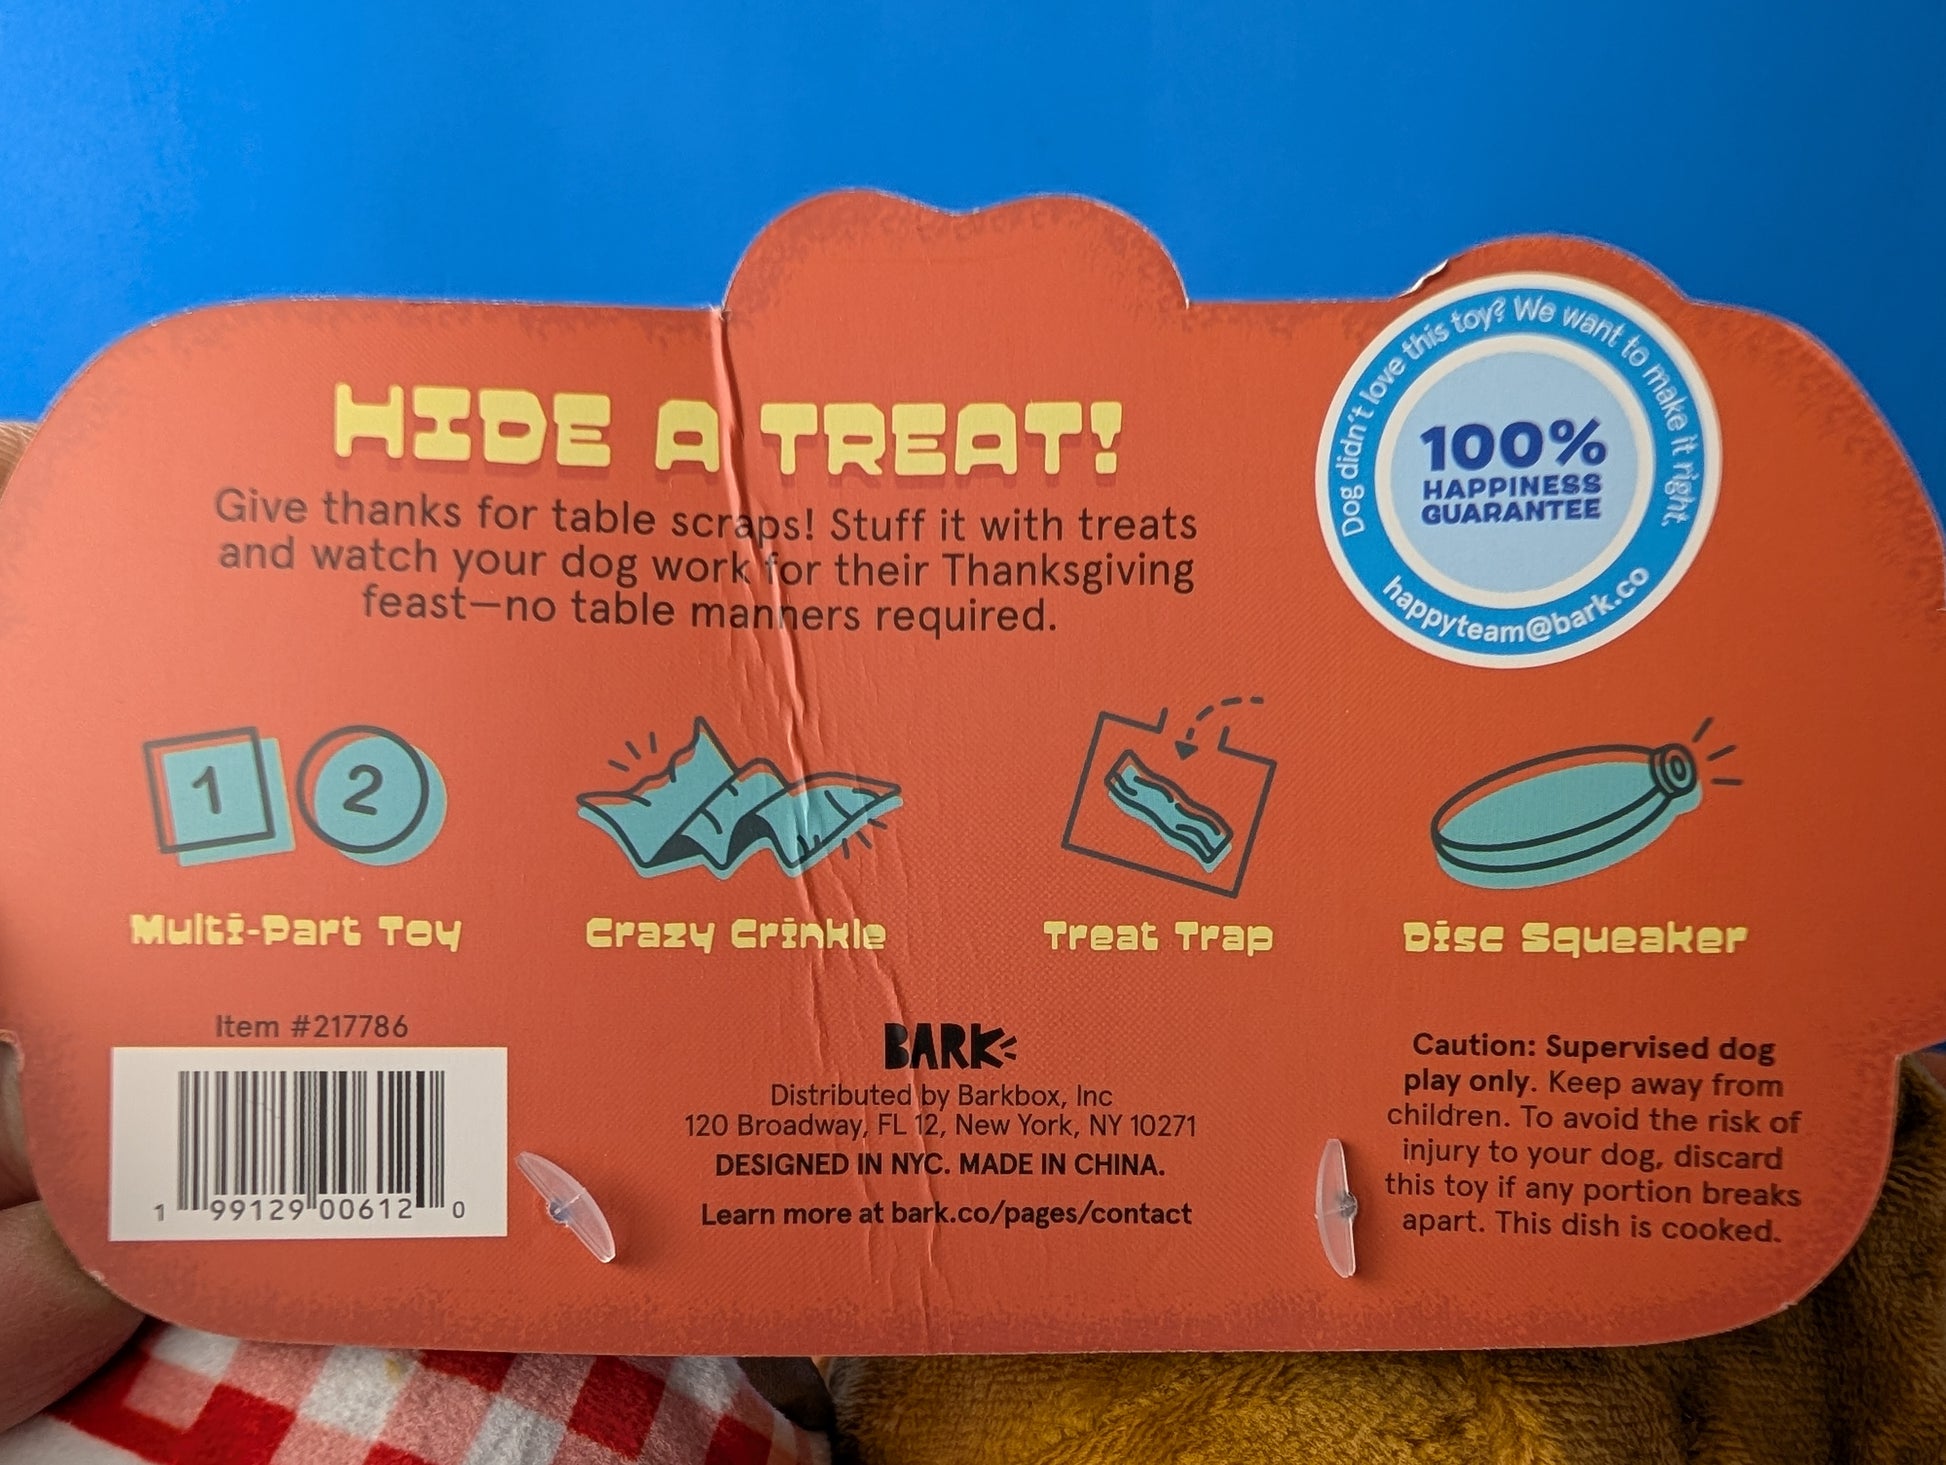 HIDE A TREAT!
Give thanks for table scraps! Stuff it with treats
and watch your dog work for their Thanksgiving
feast—no table manners required.
Dog didn't love this toy? We want to make it right.
100%
HAPPINESS
GUARANTEE
happyteam@bark.co
1 2
Multi-Part Toy
Crazy Crinkle
Treat Trap
Disc Squeaker
Item #217786
1 99129 00612 0
BARK
Distributed by Barkbox, Inc
120 Broadway, FL 12, New York, NY 10271
DESIGNED IN NYC. MADE IN CHINA.
Learn more at bark.co/pages/contact
Caution: Supervised dog
play only. Keep away from
children. To avoid the risk of
injury to your dog, discard
this toy if any portion breaks
apart. This dish is cooked.